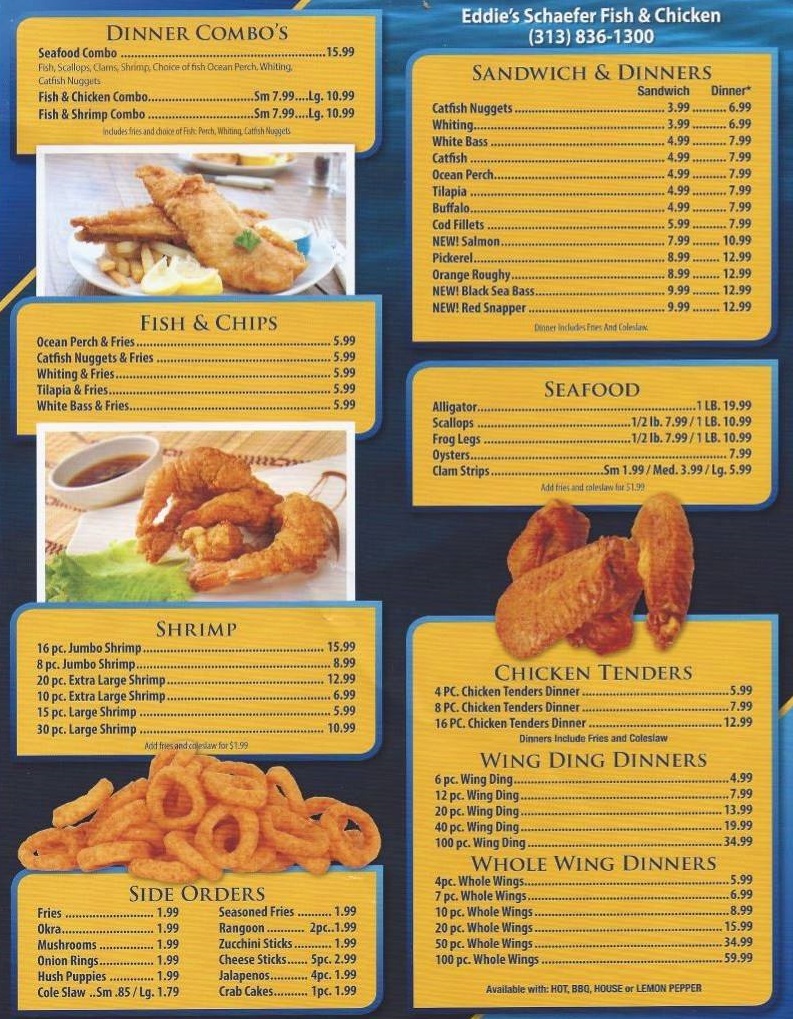 DINNER COMBO'S
Seafood Combo ........ 15.99
Fish, Scallops, Clams, Shrimp, Choice of fish Ocean Perch, Whiting,
Catfish Nuggets
Fish & Chicken Combo........Sm 7.99....Lg. 10.99
Fish & Shrimp Combo ........Sm 7.99....Lg. 10.99
Includes fries and choice of Fish: Perch, Whiting, Catfish Nuggets
FISH & CHIPS
Ocean Perch & Fries........ 5.99
Catfish Nuggets & Fries ........ 5.99
Whiting & Fries........ 5.99
Tilapia & Fries........ 5.99
White Bass & Fries........ 5.99
SHRIMP
16 pc. Jumbo Shrimp........ 15.99
8 pc. Jumbo Shrimp........ 8.99
20 pc. Extra Large Shrimp........ 12.99
10 pc. Extra Large Shrimp........ 6.99
15 pc. Large Shrimp ........ 5.99
30 pc. Large Shrimp ........ 10.99
Add fries and coleslaw for $1.99
SIDE ORDERS
Fries ........ 1.99
Okra........ 1.99
Mushrooms ........ 1.99
Onion Rings........ 1.99
Hush Puppies ........ 1.99
Cole Slaw ..Sm .85 / Lg. 1.79
Seasoned Fries ........ 1.99
Rangoon ........ 2pc..1.99
Zucchini Sticks........ 1.99
Cheese Sticks...... 5pc. 2.99
Jalapenos........ 4pc. 1.99
Crab Cakes........ 1pc. 1.99
Eddie's Schaefer Fish & Chicken
(313) 836-1300
SANDWICH & DINNERS
Sandwich Dinner*
Catfish Nuggets ........ 3.99 ........ 6.99
Whiting........ 3.99 ........ 6.99
White Bass ........ 4.99 ........ 7.99
Catfish ........ 4.99 ........ 7.99
Ocean Perch........ 4.99 ........ 7.99
Tilapia ........ 4.99 ........ 7.99
Buffalo........ 4.99 ........ 7.99
Cod Fillets ........ 5.99 ........ 7.99
NEW! Salmon........ 7.99 ........ 10.99
Pickerel........ 8.99 ........ 12.99
Orange Roughy........ 8.99 ........ 12.99
NEW! Black Sea Bass........ 9.99 ........ 12.99
NEW! Red Snapper ........ 9.99 ........ 12.99
Dinner Includes Fries And Coleslaw.
SEAFOOD
Alligator........1 LB. 19.99
Scallops ........1/2 lb. 7.99 / 1 LB. 10.99
Frog Legs ........1/2 lb. 7.99 / 1 LB. 10.99
Oysters........ 7.99
Clam Strips........Sm 1.99 / Med. 3.99 / Lg. 5.99
Add fries and coleslaw for $1.99
CHICKEN TENDERS
4 PC. Chicken Tenders Dinner ........5.99
8 PC. Chicken Tenders Dinner ........ 7.99
16 PC. Chicken Tenders Dinner ........ 12.99
Dinners Include Fries and Coleslaw
WING DING DINNERS
6 pc. Wing Ding........4.99
12 pc. Wing Ding........7.99
20 pc. Wing Ding........13.99
40 pc. Wing Ding........19.99
100 pc. Wing Ding........34.99
WHOLE WING DINNERS
4pc. Whole Wings........5.99
7 pc. Whole Wings........ 6.99
10 pc. Whole Wings........8.99
20 pc. Whole Wings ........15.99
50 pc. Whole Wings........34.99
100 pc. Whole Wings ........59.99
Available with: HOT, BBQ, HOUSE or LEMON PEPPER